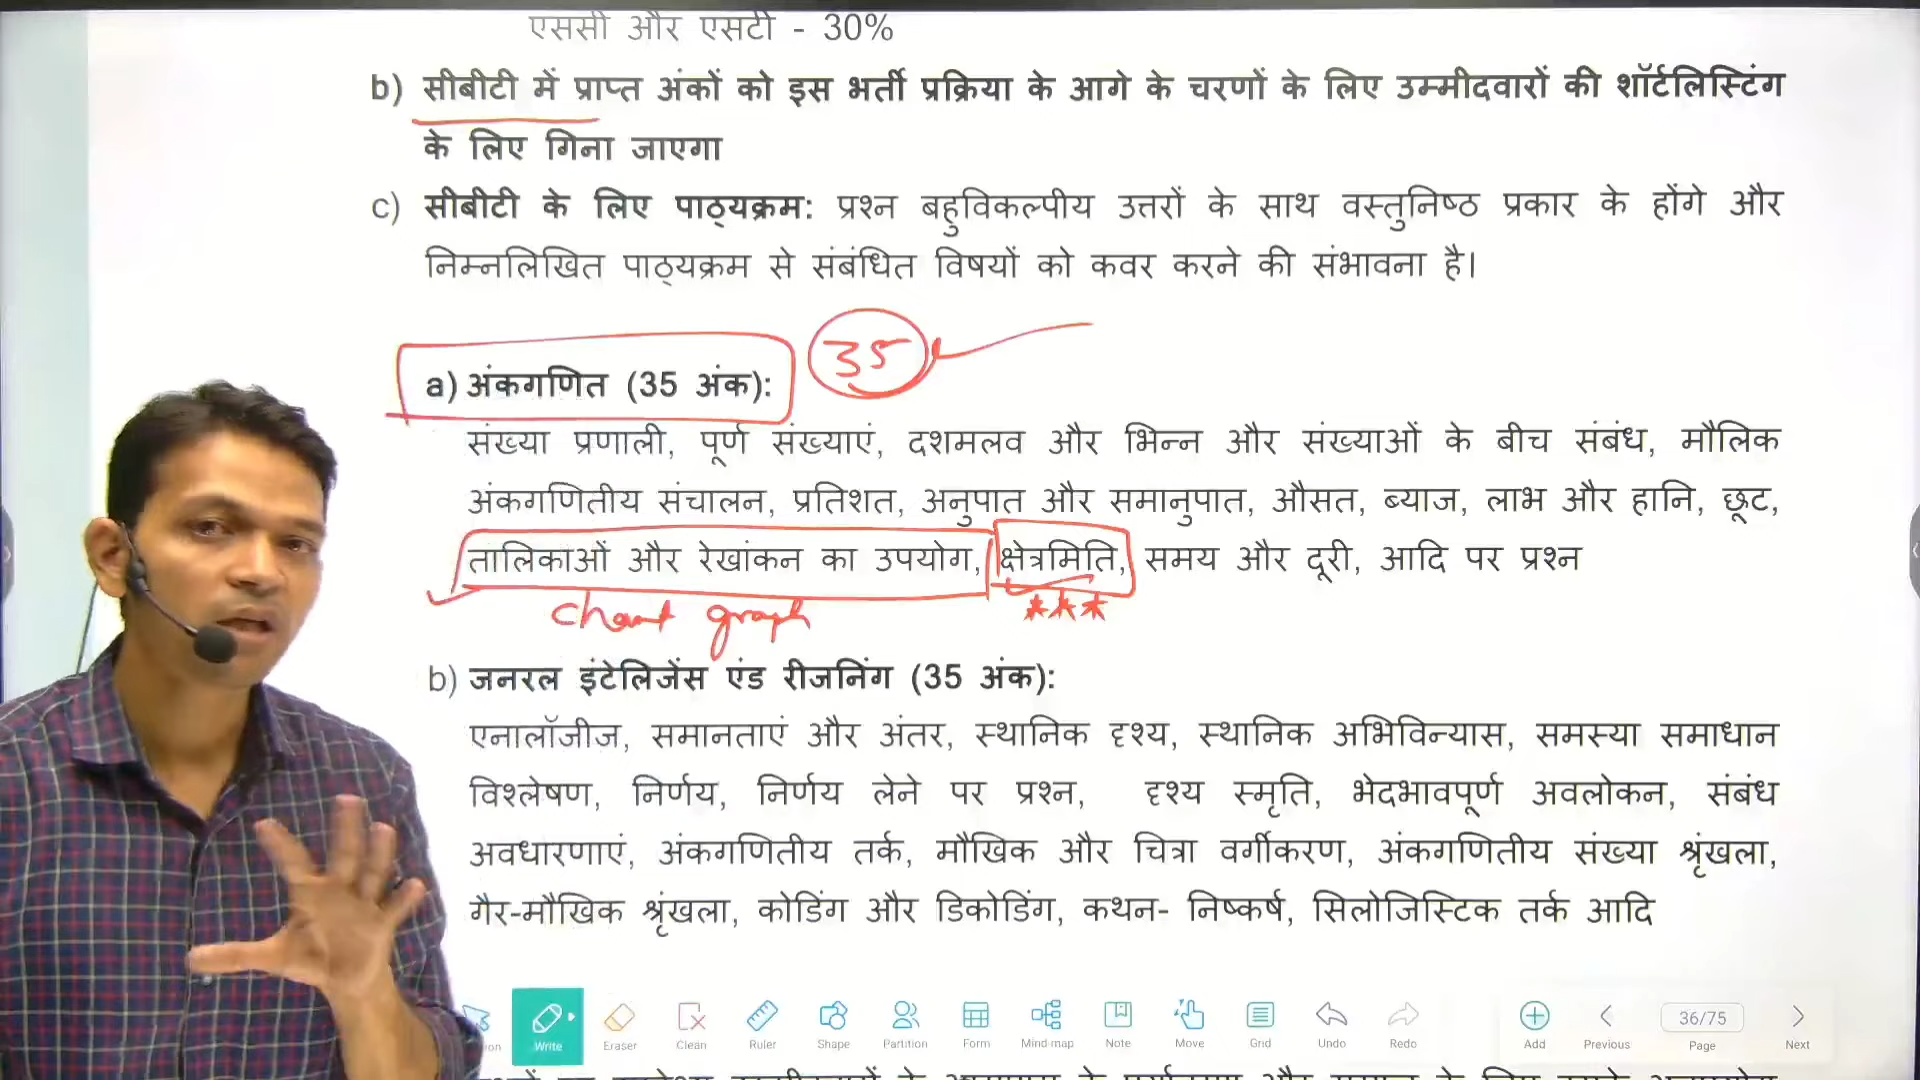 एससी और एसटी - 30%
b) सीबीटी में प्राप्त अंकों को इस भर्ती प्रक्रिया के आगे के चरणों के लिए उम्मीदवारों की शॉर्टलिस्टिंग
के लिए गिना जाएगा
c) सीबीटी के लिए पाठ्यक्रम: प्रश्न बहुविकल्पीय उत्तरों के साथ वस्तुनिष्ठ प्रकार के होंगे और
निम्नलिखित पाठ्यक्रम से संबंधित विषयों को कवर करने की संभावना है।
35
a) अंकगणित (35 अंक):
संख्या प्रणाली, पूर्ण संख्याएं, दशमलव और भिन्न और संख्याओं के बीच संबंध, मौलिक
अंकगणितीय संचालन, प्रतिशत, अनुपात और समानुपात, औसत, ब्याज, लाभ और हानि, छूट,
तालिकाओं और रेखांकन का उपयोग, क्षेत्रमिति, समय और दूरी, आदि पर प्रश्न
chart graph
b) जनरल इंटेलिजेंस एंड रीजनिंग (35 अंक):
एनालॉजीज, समानताएं और अंतर, स्थानिक दृश्य, स्थानिक अभिविन्यास, समस्या समाधान
विश्लेषण, निर्णय, निर्णय लेने पर प्रश्न, दृश्य स्मृति, भेदभावपूर्ण अवलोकन, संबंध
अवधारणाएं, अंकगणितीय तर्क, मौखिक और चित्रा वर्गीकरण, अंकगणितीय संख्या श्रृंखला,
गैर-मौखिक श्रृंखला, कोडिंग और डिकोडिंग, कथन- निष्कर्ष, सिलोजिस्टिक तर्क आदि
Write Eraser Clean Ruler Shape Partition Form Mind map Note Move Grid Undo Redo Add Previous 36/75 Page Next